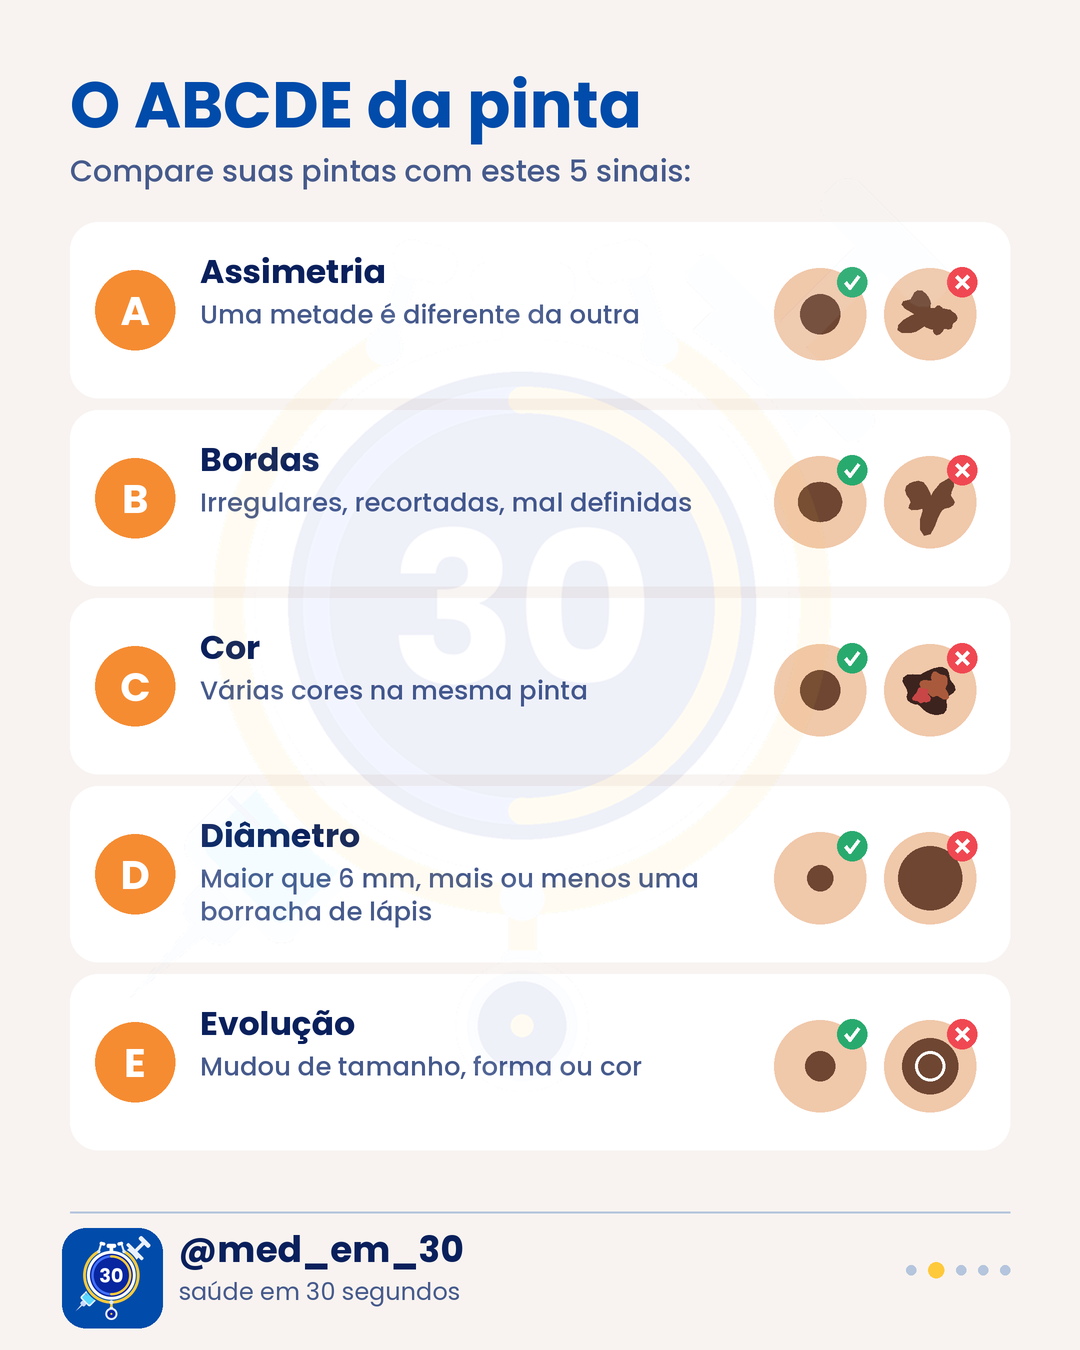 O ABCDE da pinta
Compare suas pintas com estes 5 sinais:
A
Assimetria
Uma metade é diferente da outra
B
Bordas
Irregulares, recortadas, mal definidas
30
C
Cor
Várias cores na mesma pinta
D
Diâmetro
Maior que 6 mm, mais ou menos uma
borracha de lápis
E
Evolução
Mudou de tamanho, forma ou cor
30
@med_em_30
saúde em 30 segundos